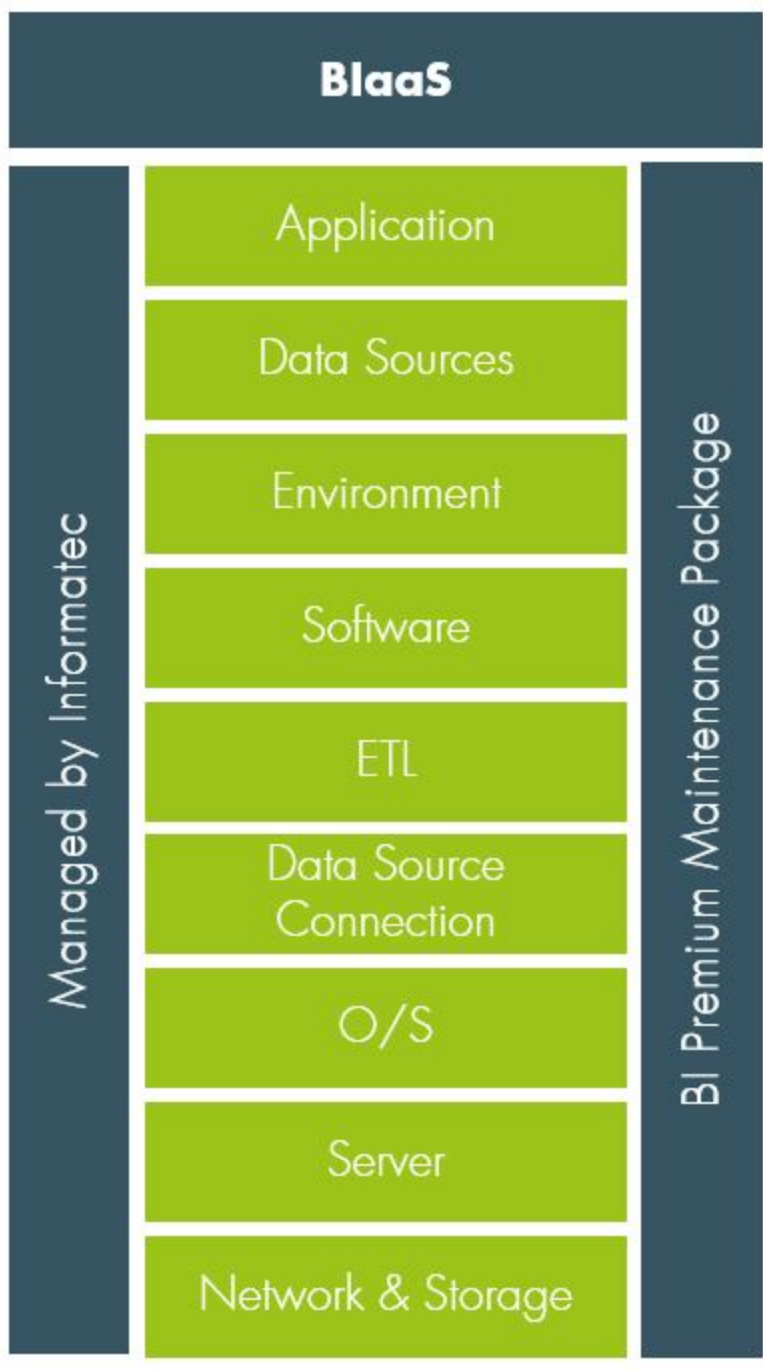 BIaaS
Managed by Informatec
Application
Data Sources
Environment
Software
ETL
Data Source
Connection
O/S
Server
Network & Storage
BI Premium Maintenance Package